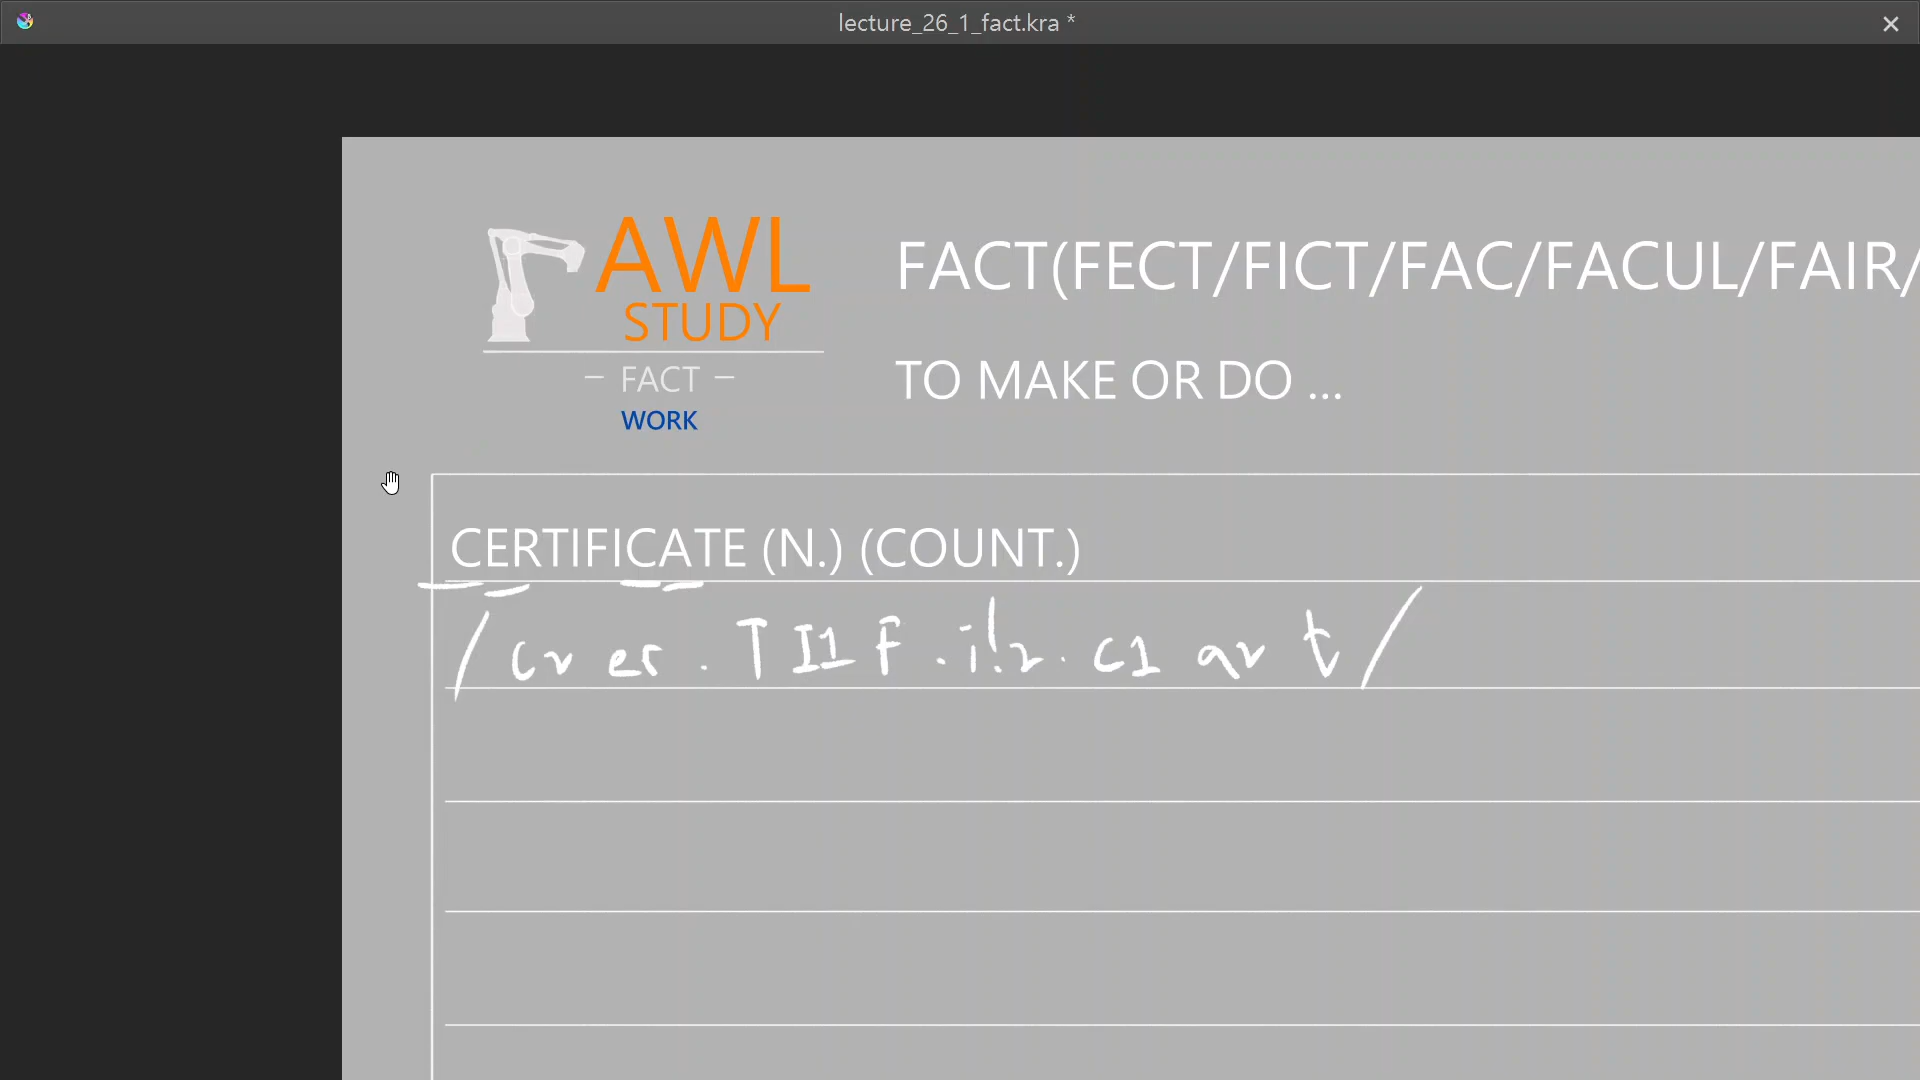 lecture_26_1_fact.kra *
AWL
STUDY
— FACT —
WORK
FACT(FECT/FICT/FAC/FACUL/FAIR/
TO MAKE OR DO ...
CERTIFICATE (N.) (COUNT.)